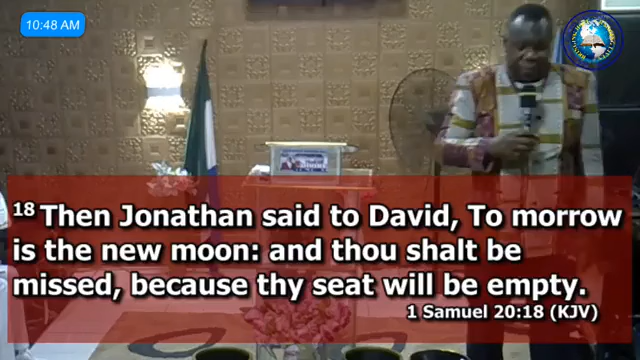 10:48 AM
18 Then Jonathan said to David, To morrow
is the new moon: and thou shalt be
missed, because thy seat will be empty.
1 Samuel 20:18 (KJV)